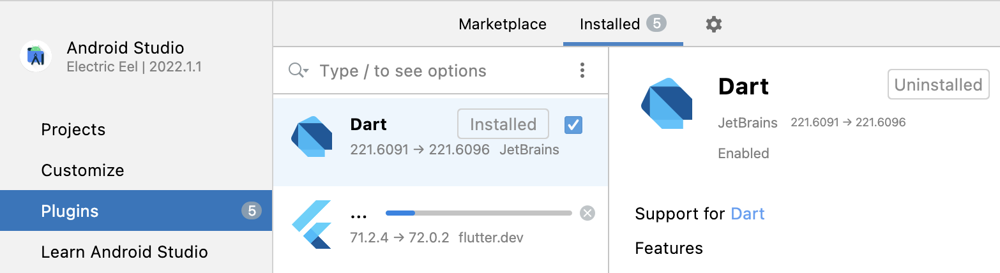 Marketplace
Installed 5
Android Studio
Electric Eel | 2022.1.1
Projects
Customize
Plugins 5
Learn Android Studio
Type / to see options
Dart Installed
221.6091 → 221.6096 JetBrains
...
71.2.4 → 72.0.2 flutter.dev
Dart Uninstalled
JetBrains 221.6091 → 221.6096
Enabled
Support for Dart
Features